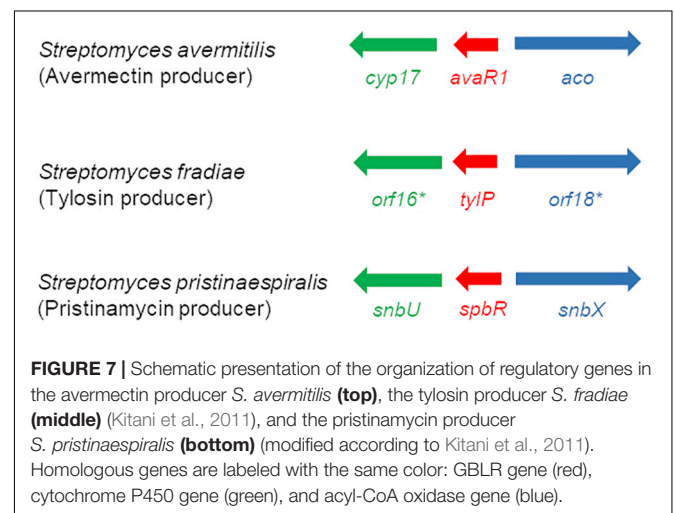 Streptomyces avermitilis
(Avermectin producer)
cyp17 avaR1 aco
Streptomyces fradiae
(Tylosin producer)
orf16* tylP orf18*
Streptomyces pristinaespiralis
(Pristinamycin producer)
snbU spbR snbX
FIGURE 7 | Schematic presentation of the organization of regulatory genes in
the avermectin producer S. avermitilis (top), the tylosin producer S. fradiae
(middle) (Kitani et al., 2011), and the pristinamycin producer
S. pristinaespiralis (bottom) (modified according to Kitani et al., 2011).
Homologous genes are labeled with the same color: GBLR gene (red),
cytochrome P450 gene (green), and acyl-CoA oxidase gene (blue).